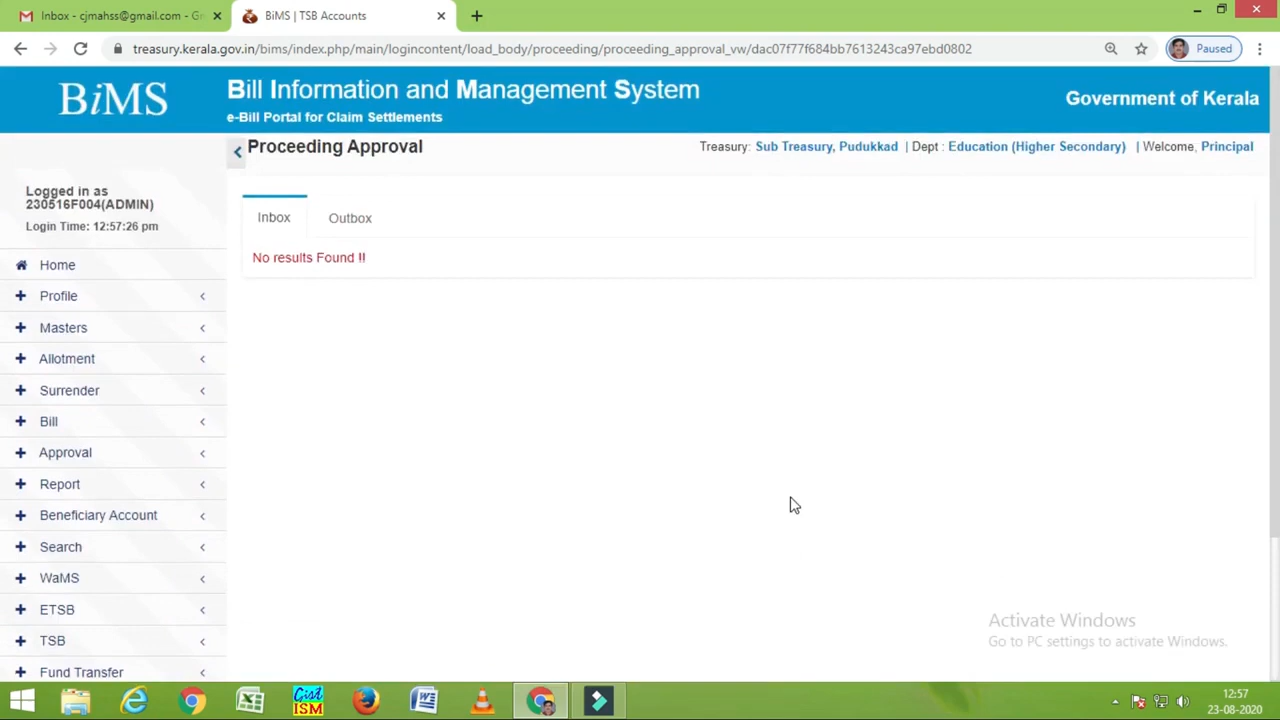 Inbox - cjmahss@gmail.com - G
BiMS | TSB Accounts
treasury.kerala.gov.in/bims/index.php/main/logincontent/load_body/proceeding/proceeding_approval_vw/dac07f77f684bb7613243ca97ebd0802
Paused
BiMS
Bill Information and Management System
e-Bill Portal for Claim Settlements
Government of Kerala
Proceeding Approval
Treasury: Sub Treasury, Pudukkad | Dept : Education (Higher Secondary) | Welcome, Principal
Logged in as
230516F004(ADMIN)
Login Time: 12:57:26 pm
Inbox Outbox
No results Found !!
Home
Profile
Masters
Allotment
Surrender
Bill
Approval
Report
Beneficiary Account
Search
WaMS
ETSB
TSB
Fund Transfer
Activate Windows
Go to PC settings to activate Windows.
Gist
ISM
12:57
23-08-2020